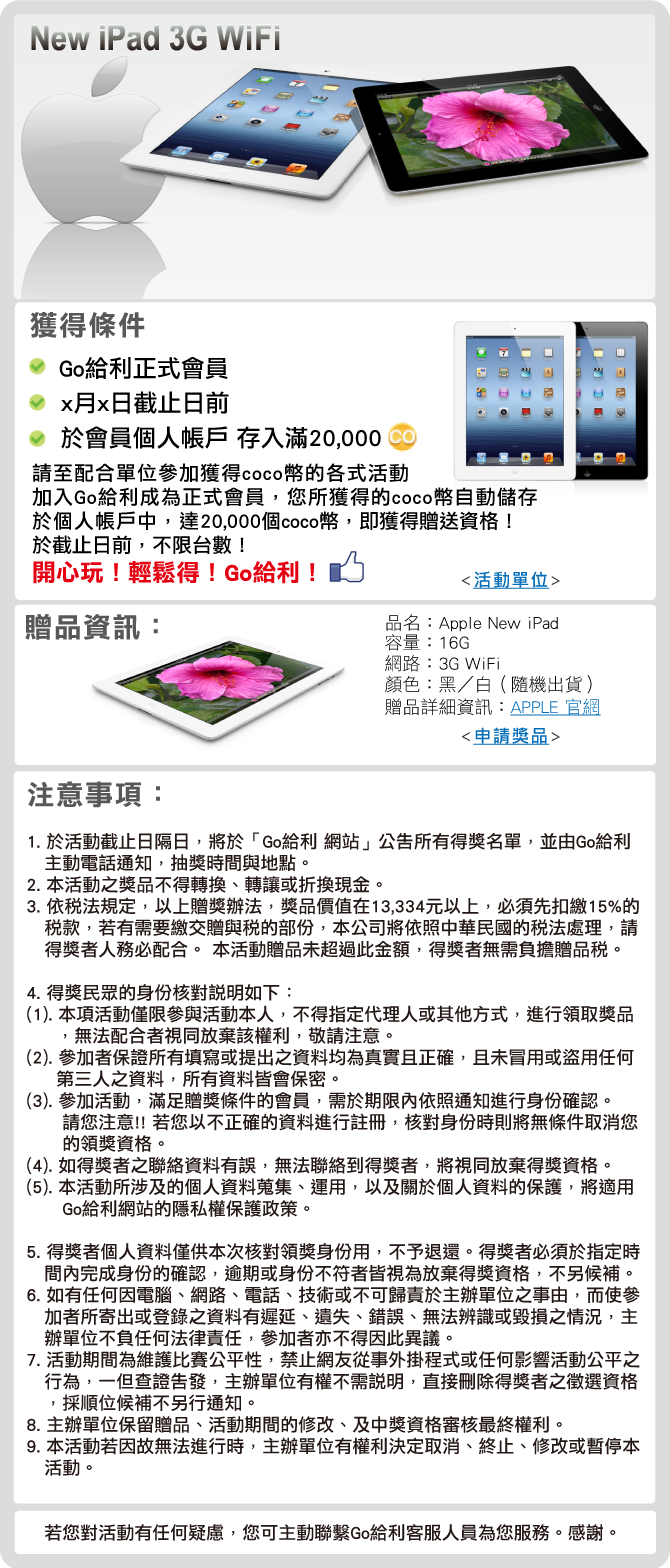 New iPad 3G WiFi
獲得條件
Go給利正式會員
x月x日截止日前
於會員個人帳戶 存入滿20,000 CO
請至配合單位參加獲得coco幣的各式活動
加入Go給利成為正式會員，您所獲得的coco幣自動儲存
於個人帳戶中，達20,000個coco幣，即獲得贈送資格！
於截止日前，不限台數！
開心玩！輕鬆得！Go給利！
<活動單位>
贈品資訊：
品名：Apple New iPad
容量：16G
網路：3G WiFi
顏色：黑／白（隨機出貨）
贈品詳細資訊：APPLE 官網
<申請獎品>
注意事項：
1. 於活動截止日隔日，將於「Go給利 網站」公告所有得獎名單，並由Go給利
主動電話通知，抽獎時間與地點。
2. 本活動之獎品不得轉換、轉讓或折換現金。
3. 依稅法規定，以上贈獎辦法，獎品價值在13,334元以上，必須先扣繳15%的
稅款，若有需要繳交贈與稅的部份，本公司將依照中華民國的稅法處理，請
得獎者人務必配合。 本活動贈品未超過此金額，得獎者無需負擔贈品稅。
4. 得獎民眾的身份核對說明如下：
(1). 本項活動僅限參與活動本人，不得指定代理人或其他方式，進行領取獎品
，無法配合者視同放棄該權利，敬請注意。
(2). 參加者保證所有填寫或提出之資料均為真實且正確，且未冒用或盜用任何
第三人之資料，所有資料皆會保密。
(3). 參加活動，滿足贈獎條件的會員，需於期限內依照通知進行身份確認。
請您注意!! 若您以不正確的資料進行註冊，核對身份時則將無條件取消您
的領獎資格。
(4). 如得獎者之聯絡資料有誤，無法聯絡到得獎者，將視同放棄得獎資格。
(5). 本活動所涉及的個人資料蒐集、運用，以及關於個人資料的保護，將適用
Go給利網站的隱私權保護政策。
5. 得獎者個人資料僅供本次核對領獎身份用，不予退還。得獎者必須於指定時
間內完成身份的確認，逾期或身份不符者皆視為放棄得獎資格，不另候補。
6. 如有任何因電腦、網路、電話、技術或不可歸責於主辦單位之事由，而使參
加者所寄出或登錄之資料有遲延、遺失、錯誤、無法辨識或毀損之情況，主
辦單位不負任何法律責任，參加者亦不得因此異議。
7. 活動期間為維護比賽公平性，禁止網友從事外掛程式或任何影響活動公平之
行為，一但查證告發，主辦單位有權不需說明，直接刪除得獎者之徵選資格
，採順位候補不另行通知。
8. 主辦單位保留贈品、活動期間的修改、及中獎資格審核最終權利。
9. 本活動若因故無法進行時，主辦單位有權利決定取消、終止、修改或暫停本
活動。
若您對活動有任何疑慮，您可主動聯繫Go給利客服人員為您服務。感謝。